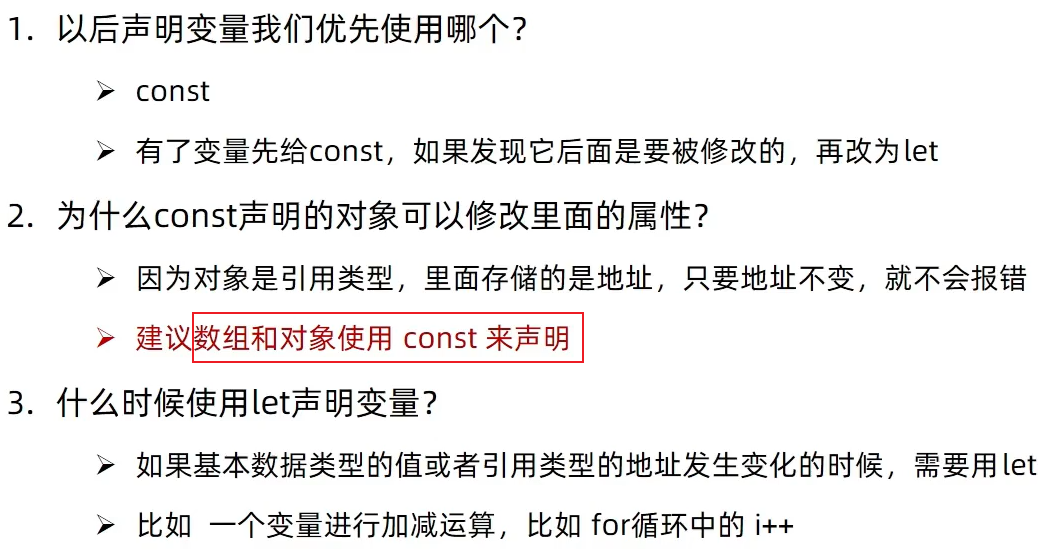 1. 以后声明变量我们优先使用哪个？
➢ const
➢ 有了变量先给const，如果发现它后面是要被修改的，再改为let
2. 为什么const声明的对象可以修改里面的属性？
➢ 因为对象是引用类型，里面存储的是地址，只要地址不变，就不会报错
➢ 建议数组和对象使用 const 来声明
3. 什么时候使用let声明变量？
➢ 如果基本数据类型的值或者引用类型的地址发生变化的时候，需要用let
➢ 比如 一个变量进行加减运算，比如 for循环中的 i++